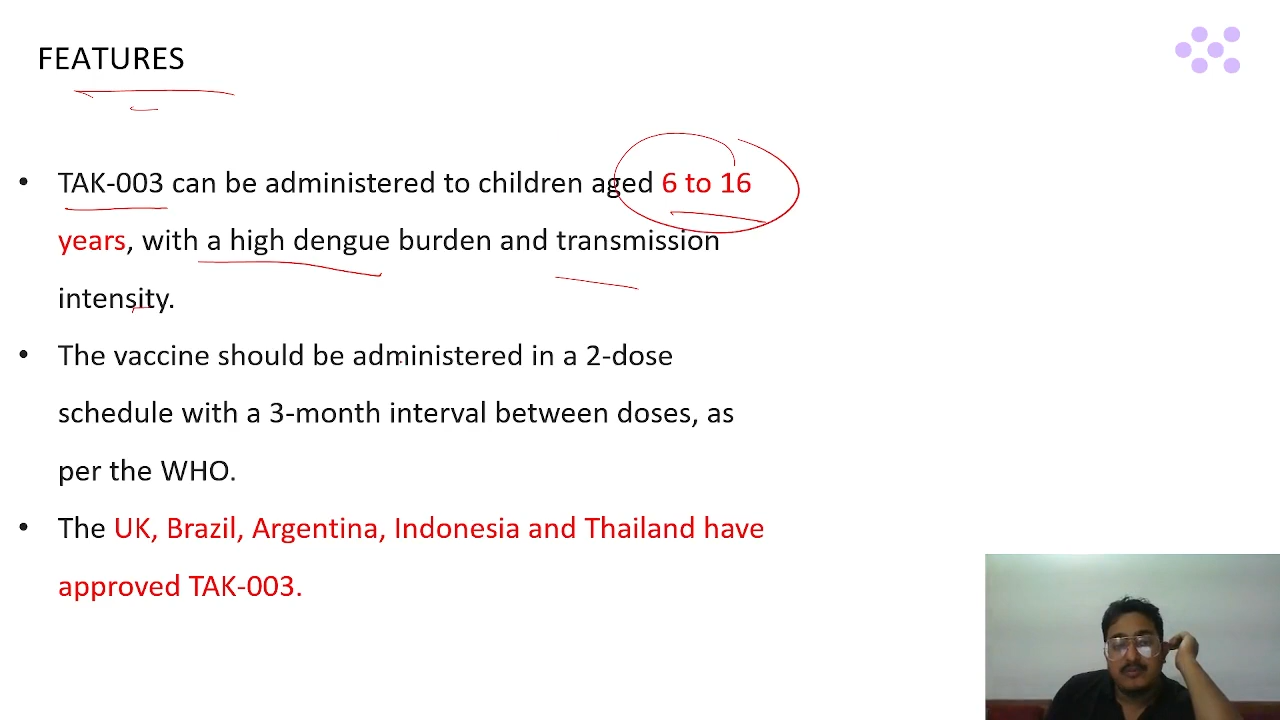 FEATURES
• TAK-003 can be administered to children aged 6 to 16
years, with a high dengue burden and transmission
intensity.
• The vaccine should be administered in a 2-dose
schedule with a 3-month interval between doses, as
per the WHO.
• The UK, Brazil, Argentina, Indonesia and Thailand have
approved TAK-003.